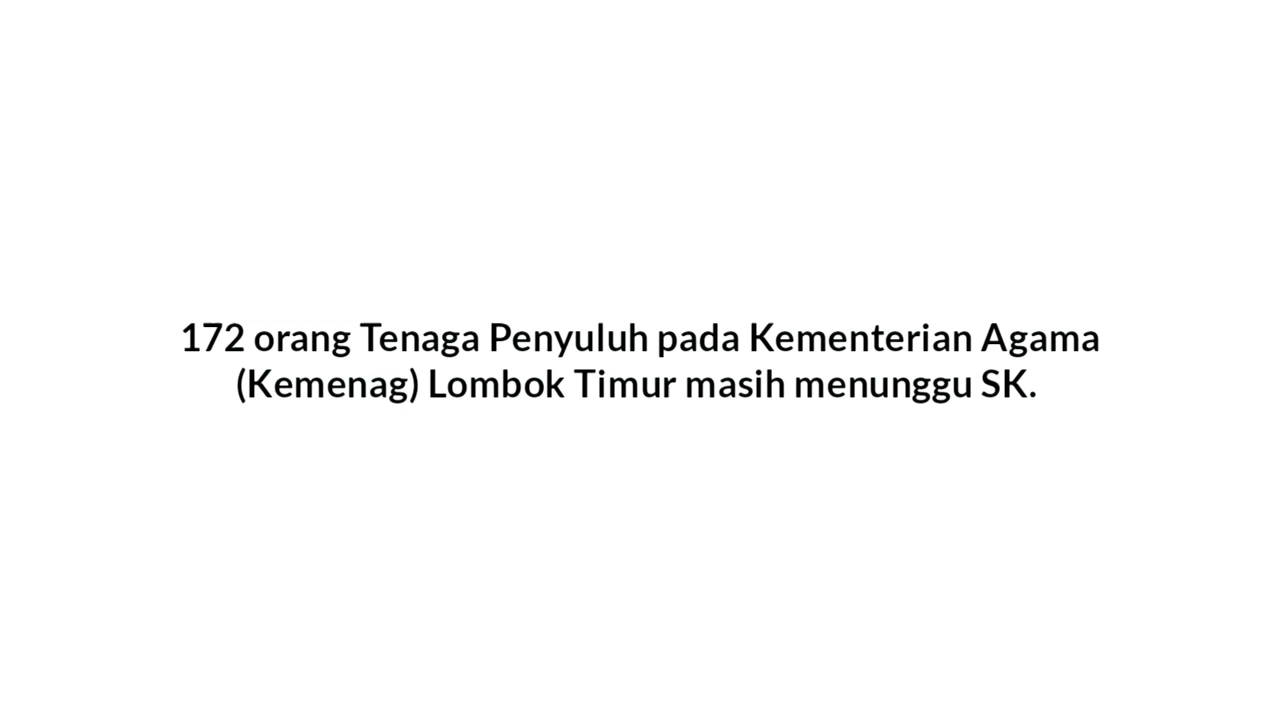 172 orang Tenaga Penyuluh pada Kementerian Agama
(Kemenag) Lombok Timur masih menunggu SK.